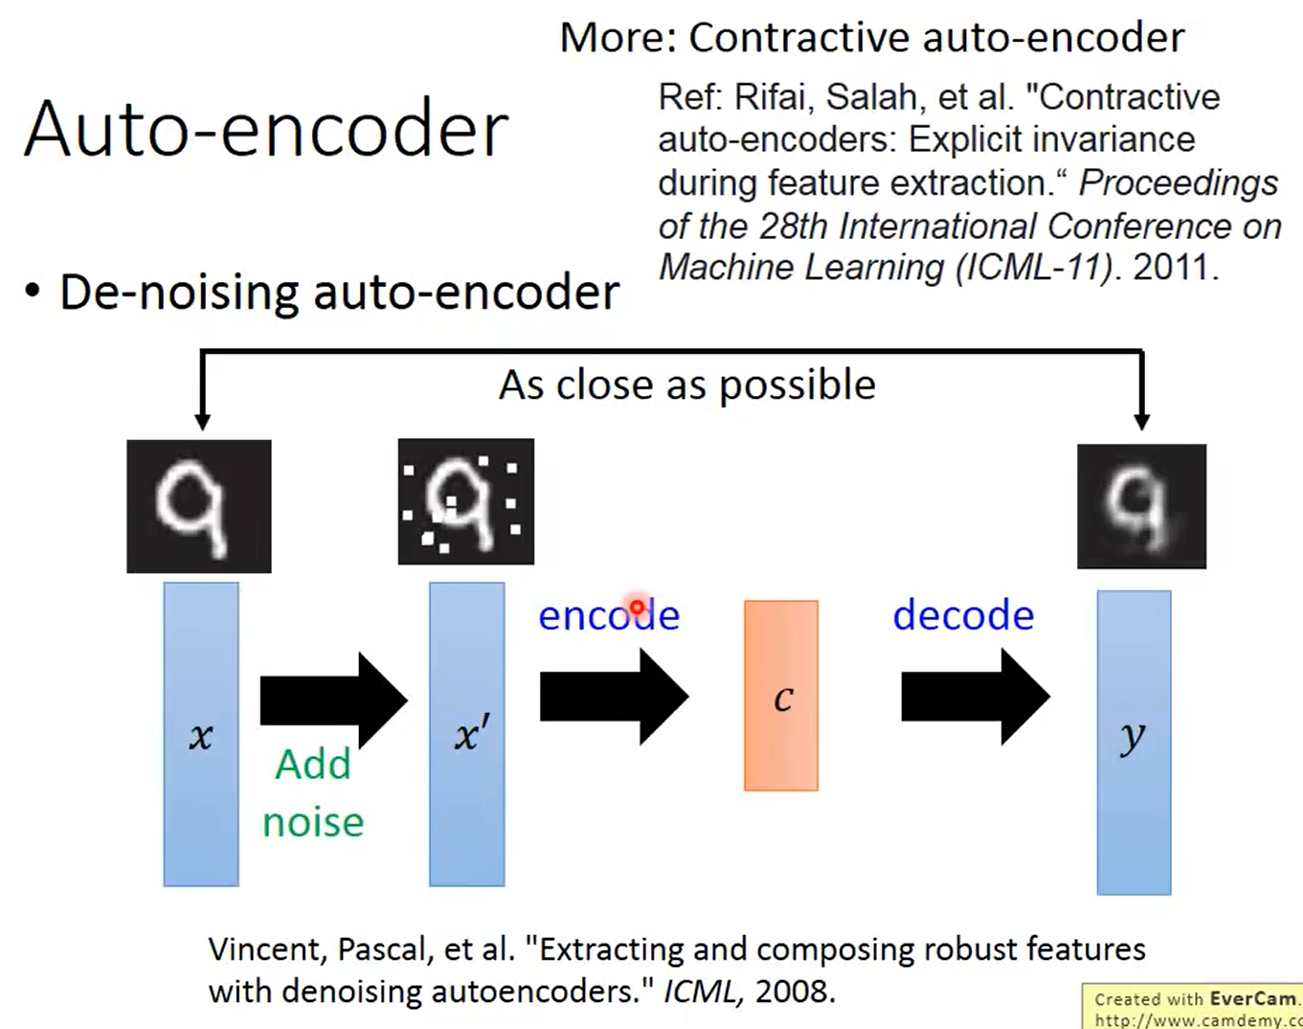 More: Contractive auto-encoder
Auto-encoder
Ref: Rifai, Salah, et al. "Contractive
auto-encoders: Explicit invariance
during feature extraction.“ Proceedings
of the 28th International Conference on
Machine Learning (ICML-11). 2011.
• De-noising auto-encoder
As close as possible
encode
decode
x
x′
c
y
Add
noise
Vincent, Pascal, et al. "Extracting and composing robust features
with denoising autoencoders." ICML, 2008.
Created with EverCam.
http://www.camdemy.co